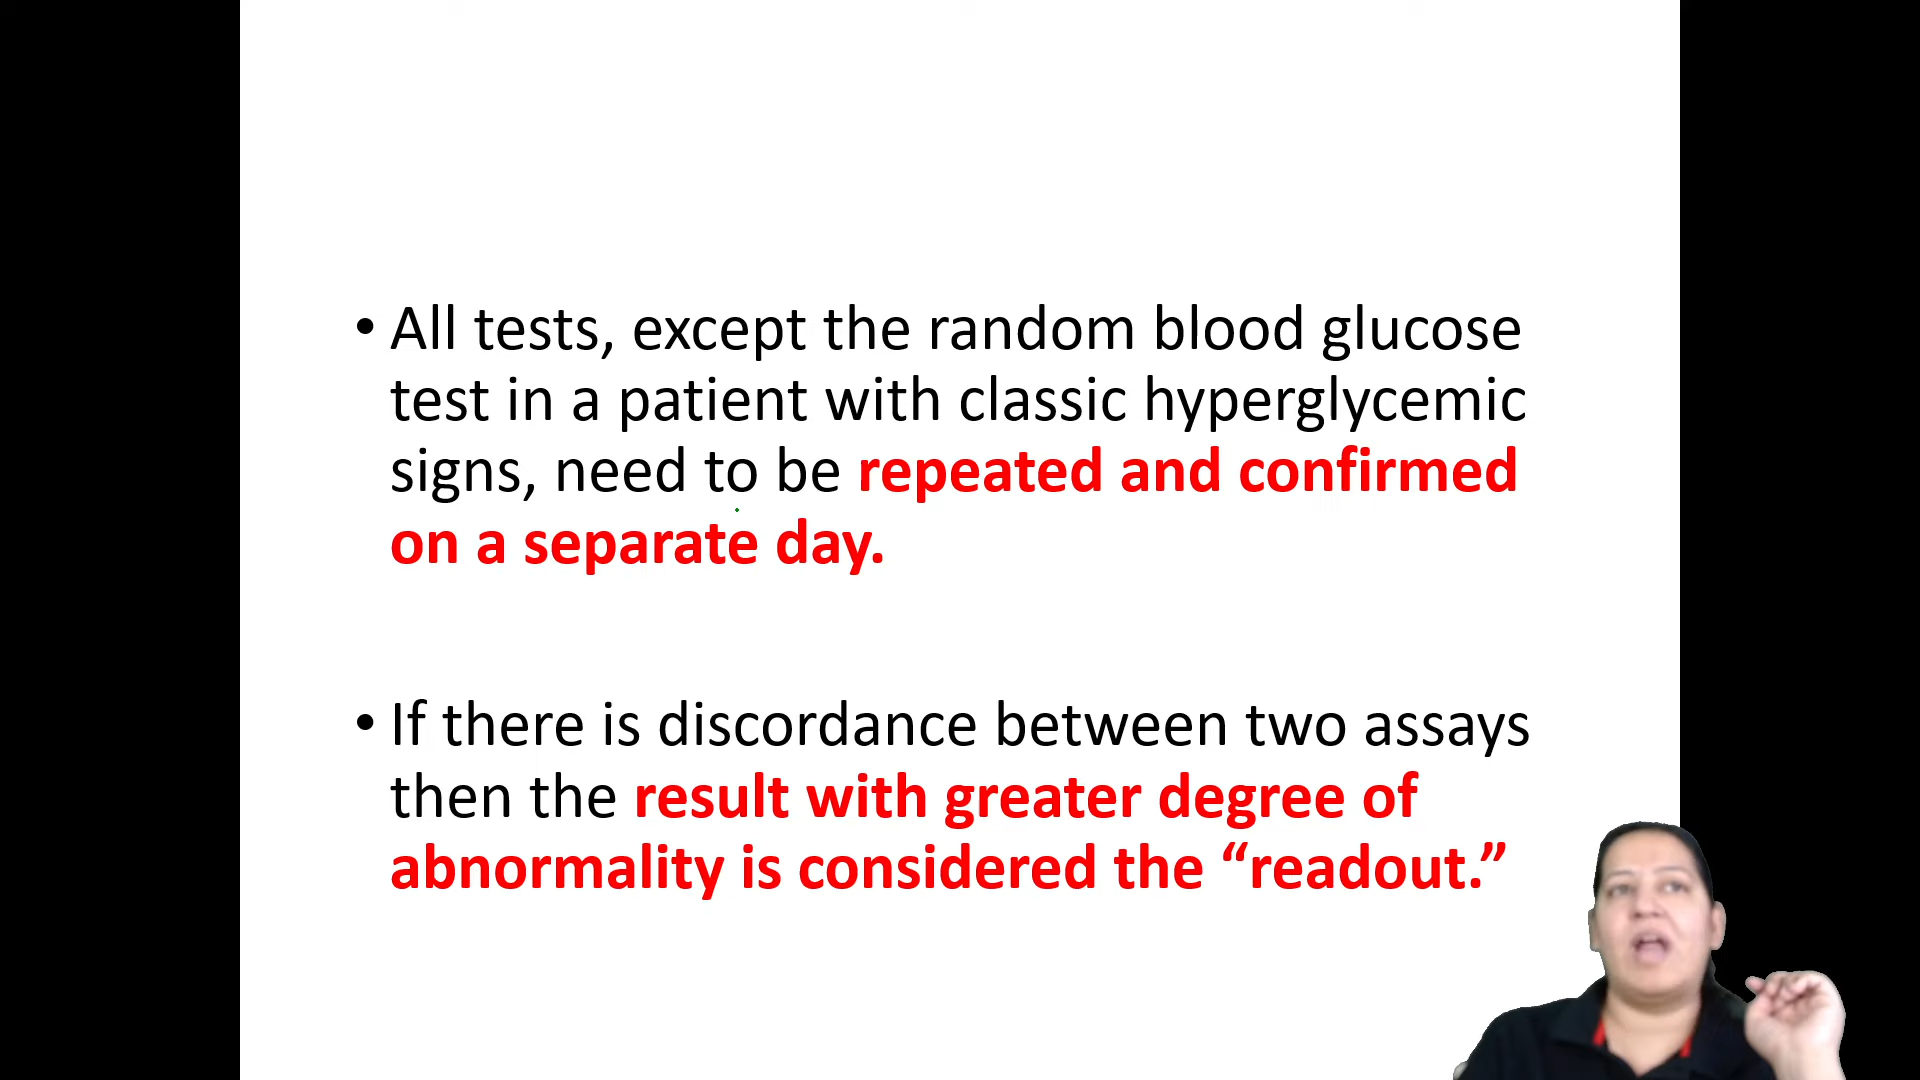 • All tests, except the random blood glucose
test in a patient with classic hyperglycemic
signs, need to be repeated and confirmed
on a separate day.
• If there is discordance between two assays
then the result with greater degree of
abnormality is considered the “readout.”